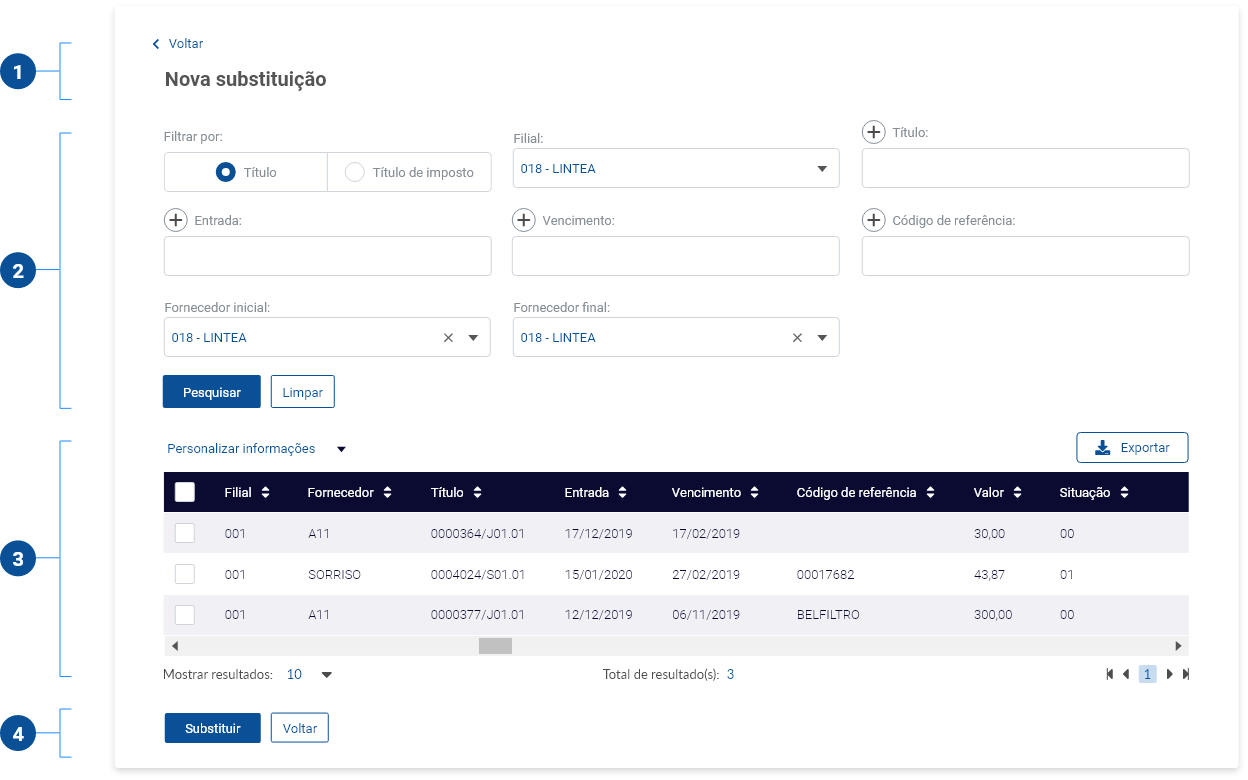 Voltar
1
Nova substituição
Filtrar por:
Filial:
Título:
Título
Título de imposto
018 - LINTEA
Entrada:
Vencimento:
Código de referência:
2
Fornecedor inicial:
Fornecedor final:
018 - LINTEA
018 - LINTEA
Pesquisar
Limpar
Personalizar informações
Exportar
Filial Fornecedor Título Entrada Vencimento Código de referência Valor Situação
001 A11 0000364/J01.01 17/12/2019 17/02/2019 30,00 00
3
001 SORRISO 0004024/S01.01 15/01/2020 27/02/2019 00017682 43,87 01
001 A11 0000377/J01.01 12/12/2019 06/11/2019 BELFILTRO 300,00 00
Mostrar resultados: 10
Total de resultado(s): 3
1
4
Substituir
Voltar